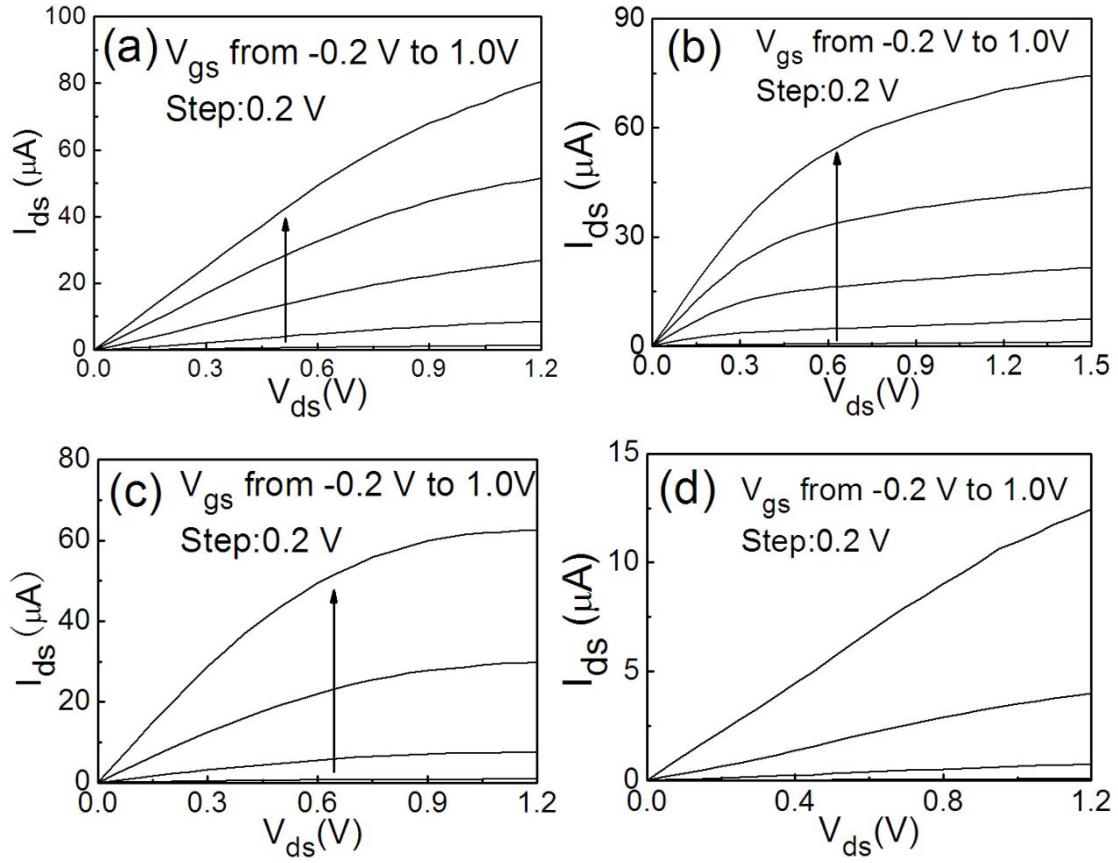 (a) V_gs from -0.2 V to 1.0V
Step:0.2 V
I_ds (μA)
100
80
60
40
20
0
0.0 0.3 0.6 0.9 1.2
V_ds(V)
(b) V_gs from -0.2 V to 1.0V
Step:0.2 V
I_ds (μA)
90
60
30
0
0.0 0.3 0.6 0.9 1.2 1.5
V_ds(V)
(c) V_gs from -0.2 V to 1.0V
Step:0.2 V
I_ds (μA)
80
60
40
20
0
0.0 0.3 0.6 0.9 1.2
V_ds(V)
(d) V_gs from -0.2 V to 1.0V
Step:0.2 V
I_ds (μA)
15
10
5
0
0.0 0.4 0.8 1.2
V_ds(V)